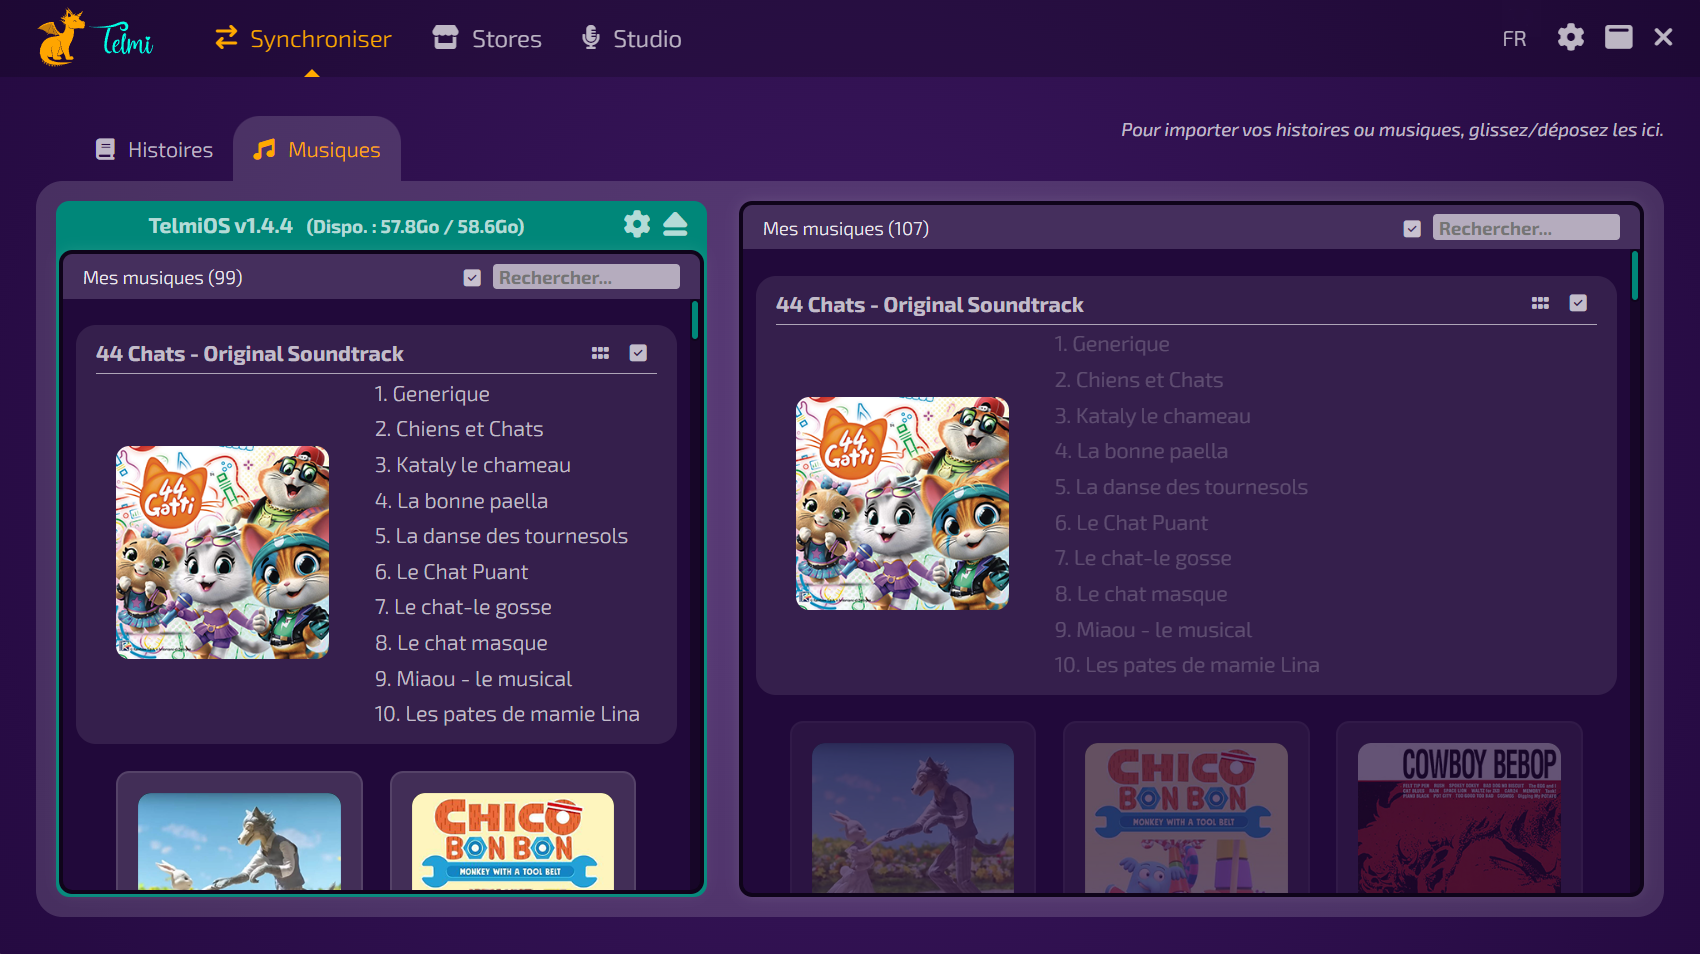 Telmi
Synchroniser
Stores
Studio
FR
Histoires
Musiques
Pour importer vos histoires ou musiques, glissez/déposez les ici.
TelmiOS v1.4.4 (Dispo. : 57.8Go / 58.6Go)
Mes musiques (99)
Rechercher...
44 Chats - Original Soundtrack
44
Gatti
1. Generique
2. Chiens et Chats
3. Kataly le chameau
4. La bonne paella
5. La danse des tournesols
6. Le Chat Puant
7. Le chat-le gosse
8. Le chat masque
9. Miaou - le musical
10. Les pates de mamie Lina
CHICO
BON BON
MONKEY WITH A TOOL BELT
Mes musiques (107)
Rechercher...
44 Chats - Original Soundtrack
44
Gatti
1. Generique
2. Chiens et Chats
3. Kataly le chameau
4. La bonne paella
5. La danse des tournesols
6. Le Chat Puant
7. Le chat-le gosse
8. Le chat masque
9. Miaou - le musical
10. Les pates de mamie Lina
CHICO
BON BON
MONKEY WITH A TOOL BELT
COWBOY BEBOP